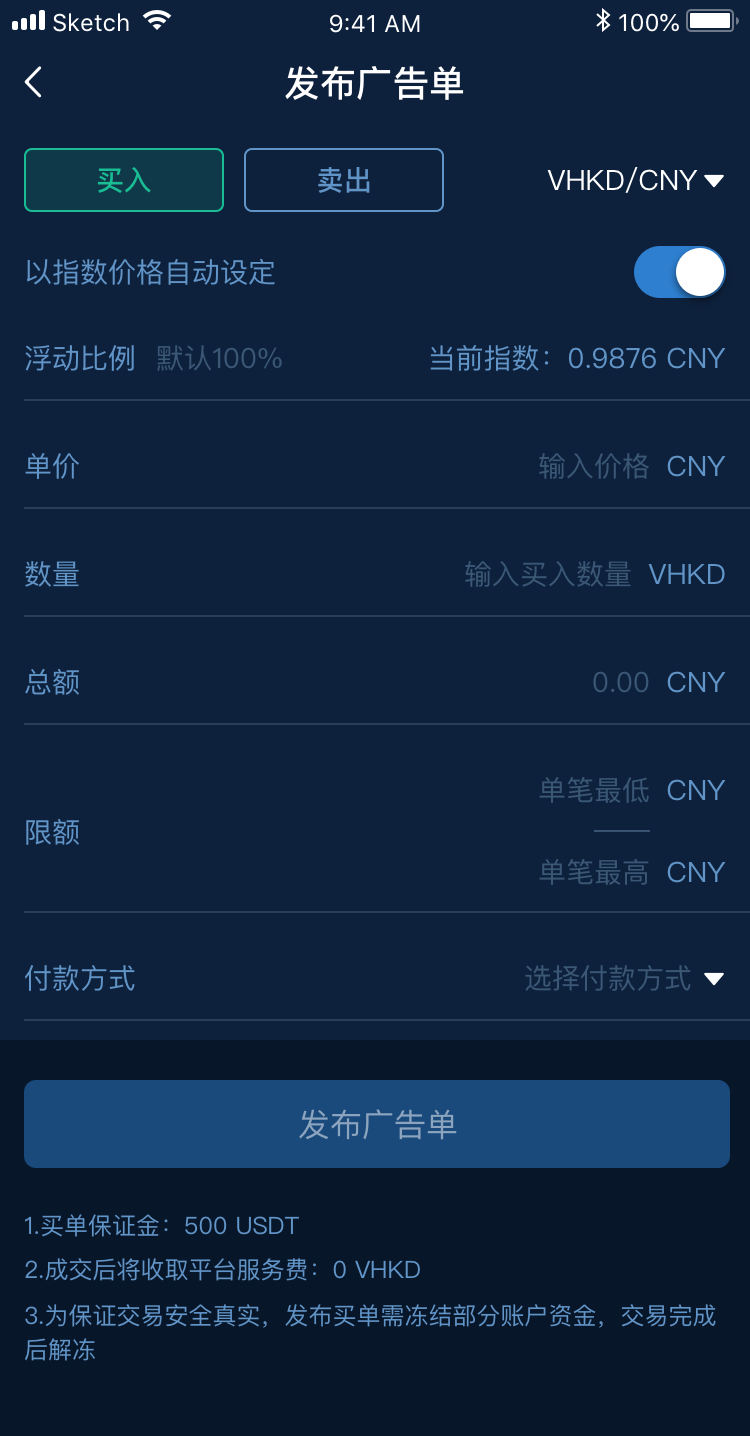 Sketch 9:41 AM 100%
发布广告单
买入 卖出 VHKD/CNY
以指数价格自动设定
浮动比例 默认100% 当前指数：0.9876 CNY
单价 输入价格 CNY
数量 输入买入数量 VHKD
总额 0.00 CNY
单笔最低 CNY
限额
单笔最高 CNY
付款方式 选择付款方式
发布广告单
1.买单保证金：500 USDT
2.成交后将收取平台服务费：0 VHKD
3.为保证交易安全真实，发布买单需冻结部分账户资金，交易完成
后解冻